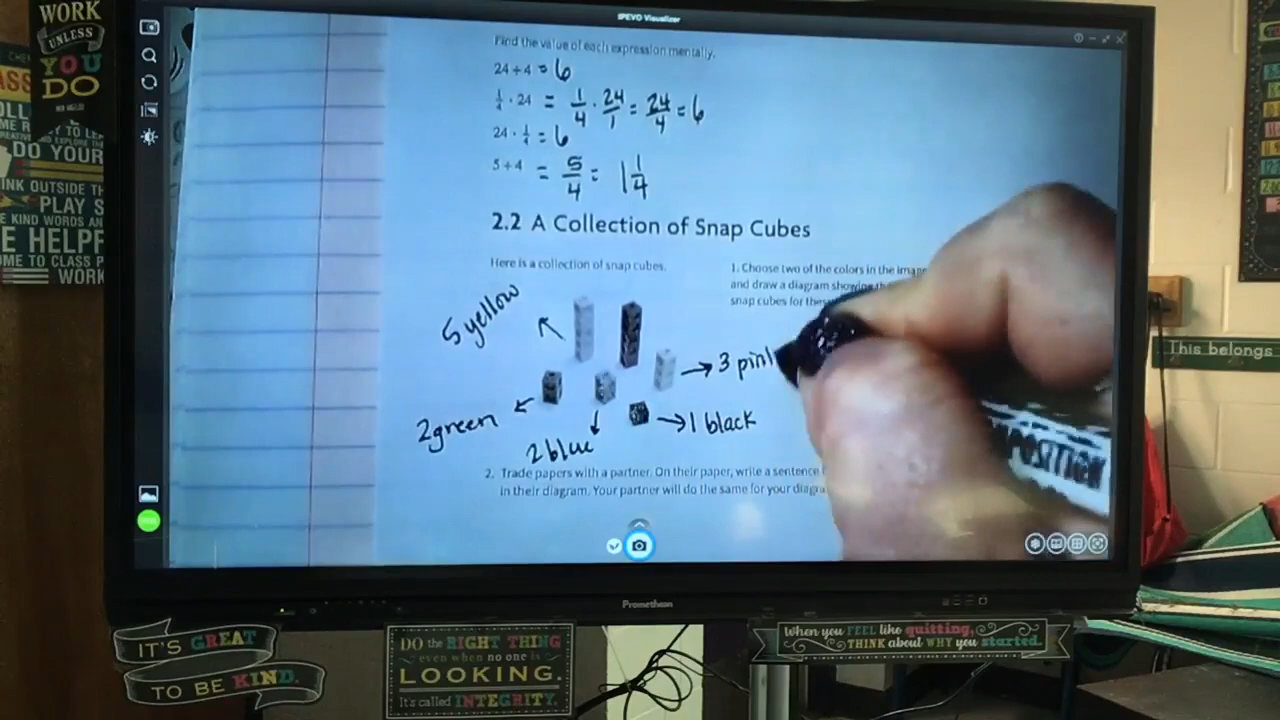 WORK
UNLESS
YOU
DO
DO YOUR
INK OUTSIDE TH
PLAY S
E KIND WORDS AN
E HELPF
OME TO CLASS P
WORK
IPEVO Visualizer
Find the value of each expression mentally.
24 ÷ 4 = 6
1/4 · 24 = 1/4 · 24/1 = 24/4 = 6
24 · 1/4 = 6
5 ÷ 4 = 5/4 = 1 1/4
2.2 A Collection of Snap Cubes
Here is a collection of snap cubes.
1. Choose two of the colors in the image
and draw a diagram showing the
snap cubes for these
5 yellow
3 pink
2 green
2 blue
1 black
2. Trade papers with a partner. On their paper, write a sentence
in their diagram. Your partner will do the same for your diagra
POSITION
This belongs
Promethean
IT'S GREAT
TO BE KIND.
DO the RIGHT THING
even when no one is
LOOKING.
It's called INTEGRITY.
When you FEEL like quitting,
THINK about WHY you started.